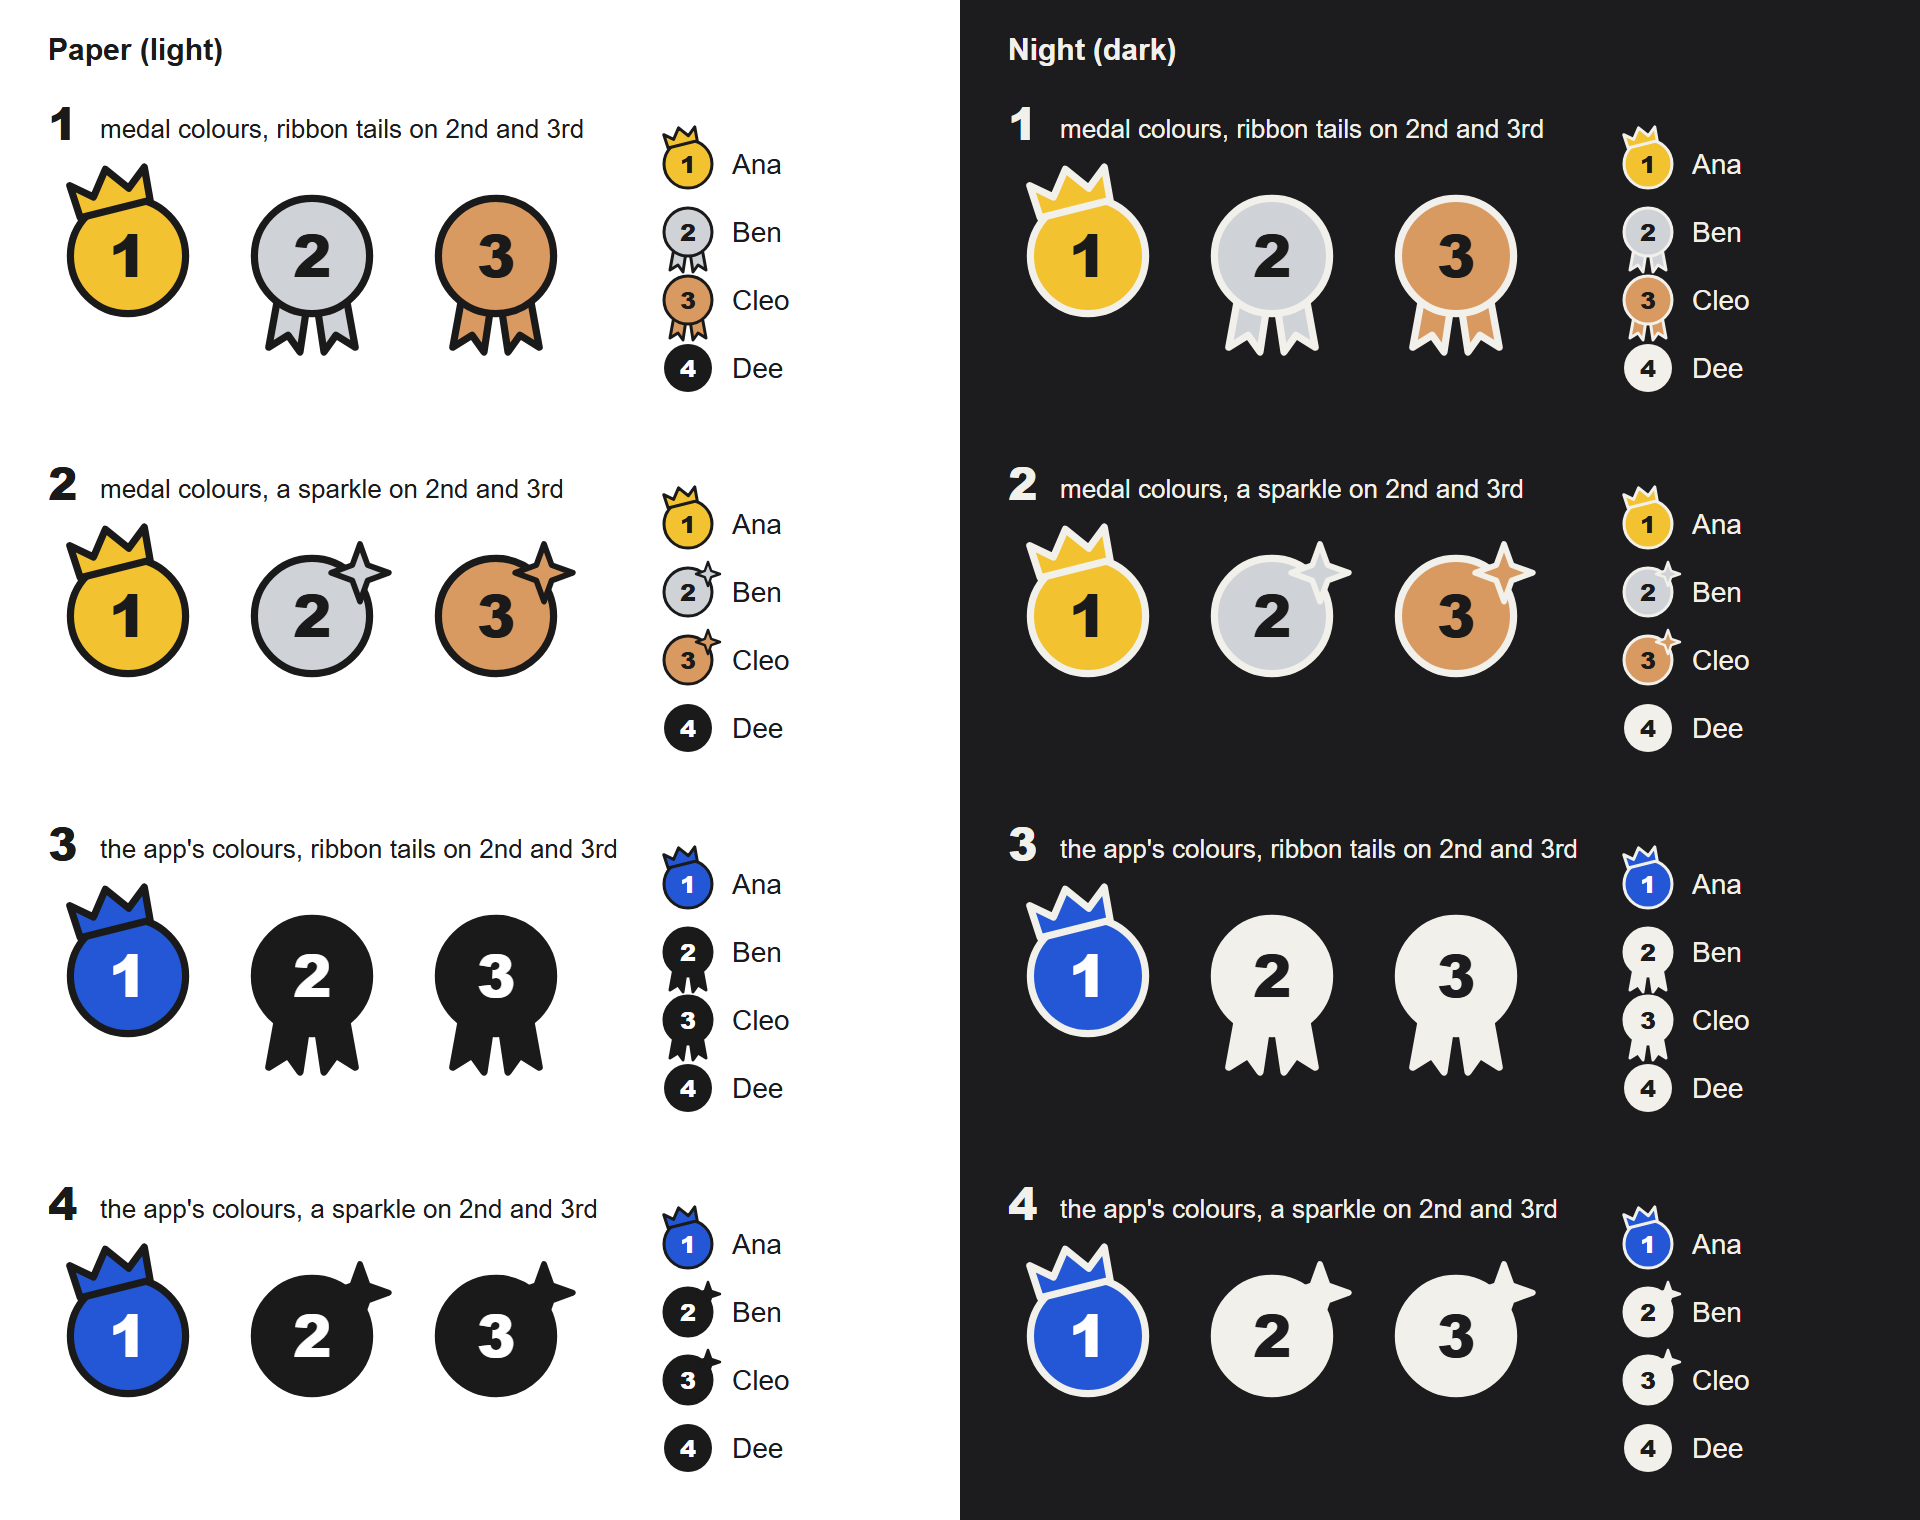 Paper (light)
1 medal colours, ribbon tails on 2nd and 3rd
1 2 3
1 Ana
2 Ben
3 Cleo
4 Dee
2 medal colours, a sparkle on 2nd and 3rd
1 2 3
1 Ana
2 Ben
3 Cleo
4 Dee
3 the app's colours, ribbon tails on 2nd and 3rd
1 2 3
1 Ana
2 Ben
3 Cleo
4 Dee
4 the app's colours, a sparkle on 2nd and 3rd
1 2 3
1 Ana
2 Ben
3 Cleo
4 Dee
Night (dark)
1 medal colours, ribbon tails on 2nd and 3rd
1 2 3
1 Ana
2 Ben
3 Cleo
4 Dee
2 medal colours, a sparkle on 2nd and 3rd
1 2 3
1 Ana
2 Ben
3 Cleo
4 Dee
3 the app's colours, ribbon tails on 2nd and 3rd
1 2 3
1 Ana
2 Ben
3 Cleo
4 Dee
4 the app's colours, a sparkle on 2nd and 3rd
1 2 3
1 Ana
2 Ben
3 Cleo
4 Dee